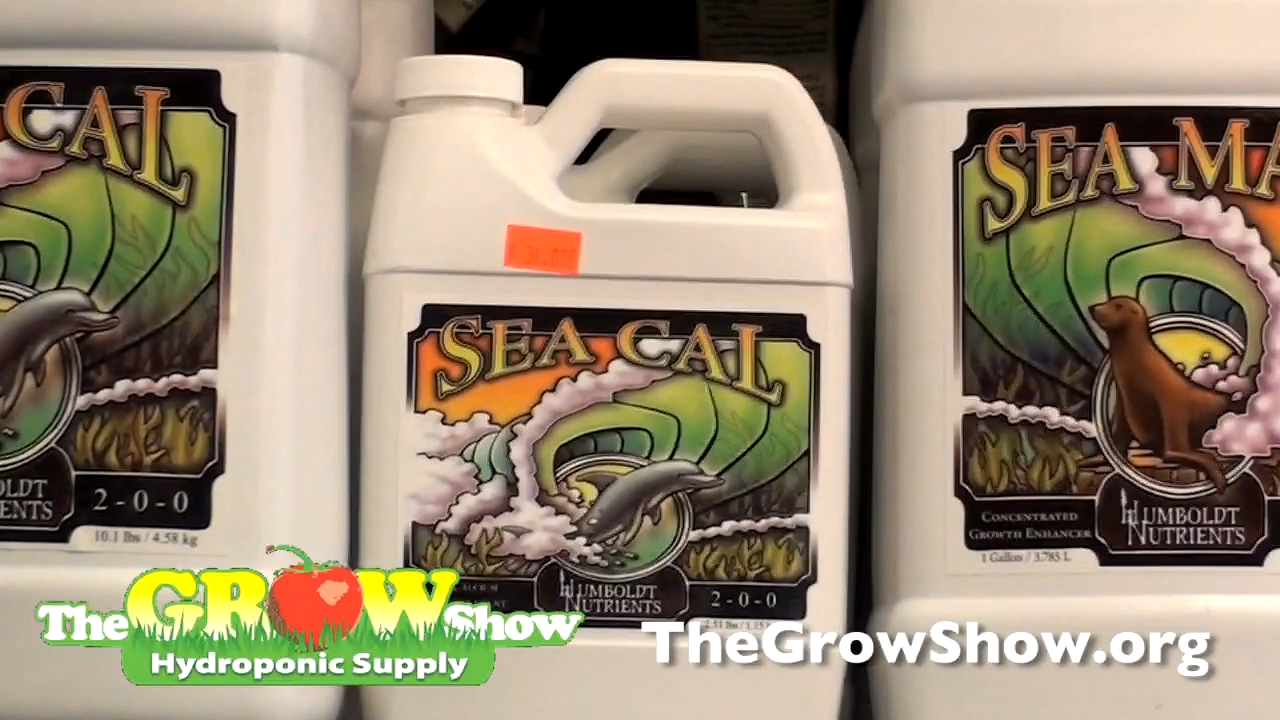 CAL
2-0-0
10.1 lbs / 4.58 kg
SEA CAL
HUMBOLDT
NUTRIENTS
2-0-0
SEA MA
CONCENTRATED
GROWTH ENHANCER
HUMBOLDT
NUTRIENTS
1 Gallon / 3.785 L
The GROW Show
Hydroponic Supply
TheGrowShow.org